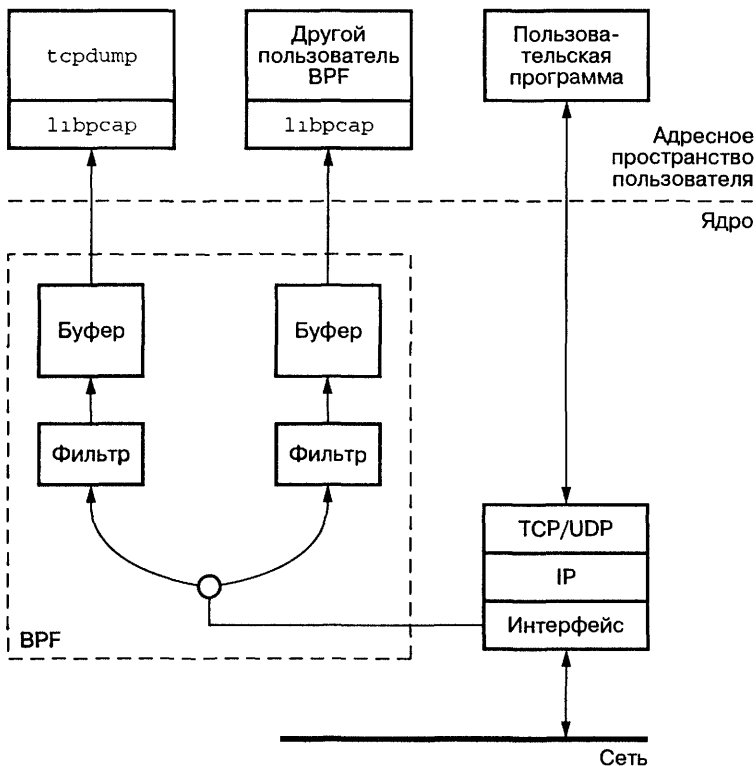 tcpdump
libpcap
Другой
пользователь
BPF
libpcap
Пользова-
тельская
программа
Адресное
пространство
пользователя
Ядро
Буфер
Буфер
Фильтр
Фильтр
BPF
TCP/UDP
IP
Интерфейс
Сеть